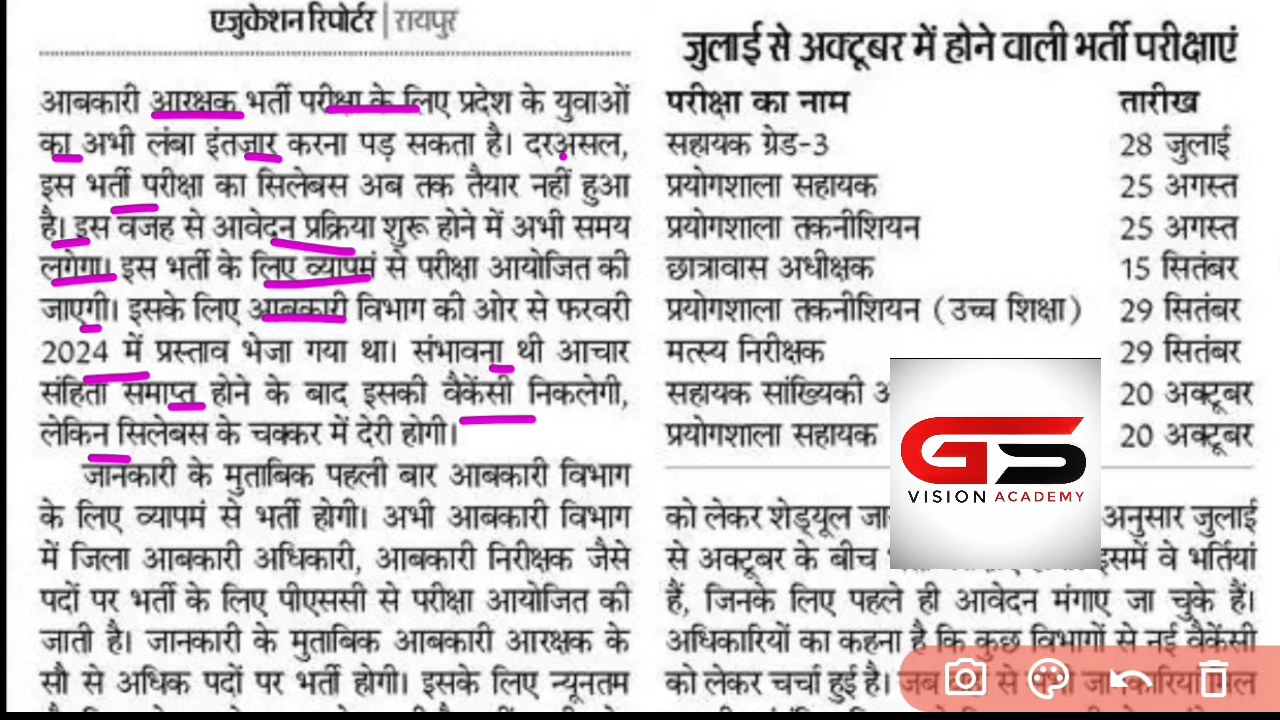 एजुकेशन रिपोर्टर | रायपुर
आबकारी आरक्षक भर्ती परीक्षा के लिए प्रदेश के युवाओं
का अभी लंबा इंतजार करना पड़ सकता है। दरअसल,
इस भर्ती परीक्षा का सिलेबस अब तक तैयार नहीं हुआ
है। इस वजह से आवेदन प्रक्रिया शुरू होने में अभी समय
लगेगा। इस भर्ती के लिए व्यापमं से परीक्षा आयोजित की
जाएगी। इसके लिए आबकारी विभाग की ओर से फरवरी
2024 में प्रस्ताव भेजा गया था। संभावना थी आचार
संहिता समाप्त होने के बाद इसकी वैकेंसी निकलेगी,
लेकिन सिलेबस के चक्कर में देरी होगी।
जानकारी के मुताबिक पहली बार आबकारी विभाग
के लिए व्यापमं से भर्ती होगी। अभी आबकारी विभाग
में जिला आबकारी अधिकारी, आबकारी निरीक्षक जैसे
पदों पर भर्ती के लिए पीएससी से परीक्षा आयोजित की
जाती है। जानकारी के मुताबिक आबकारी आरक्षक के
सौ से अधिक पदों पर भर्ती होगी। इसके लिए न्यूनतम
जुलाई से अक्टूबर में होने वाली भर्ती परीक्षाएं
परीक्षा का नाम तारीख
सहायक ग्रेड-3 28 जुलाई
प्रयोगशाला सहायक 25 अगस्त
प्रयोगशाला तकनीशियन 25 अगस्त
छात्रावास अधीक्षक 15 सितंबर
प्रयोगशाला तकनीशियन (उच्च शिक्षा) 29 सितंबर
मत्स्य निरीक्षक 29 सितंबर
सहायक सांख्यिकी 20 अक्टूबर
प्रयोगशाला सहायक 20 अक्टूबर
GS
VISION ACADEMY
को लेकर शेड्यूल अनुसार जुलाई
से अक्टूबर के बीच इसमें वे भर्तियां
हैं, जिनके लिए पहले ही आवेदन मंगाए जा चुके हैं।
अधिकारियों का कहना है कि कुछ विभागों से नई वैकेंसी
को लेकर चर्चा हुई है। जब से